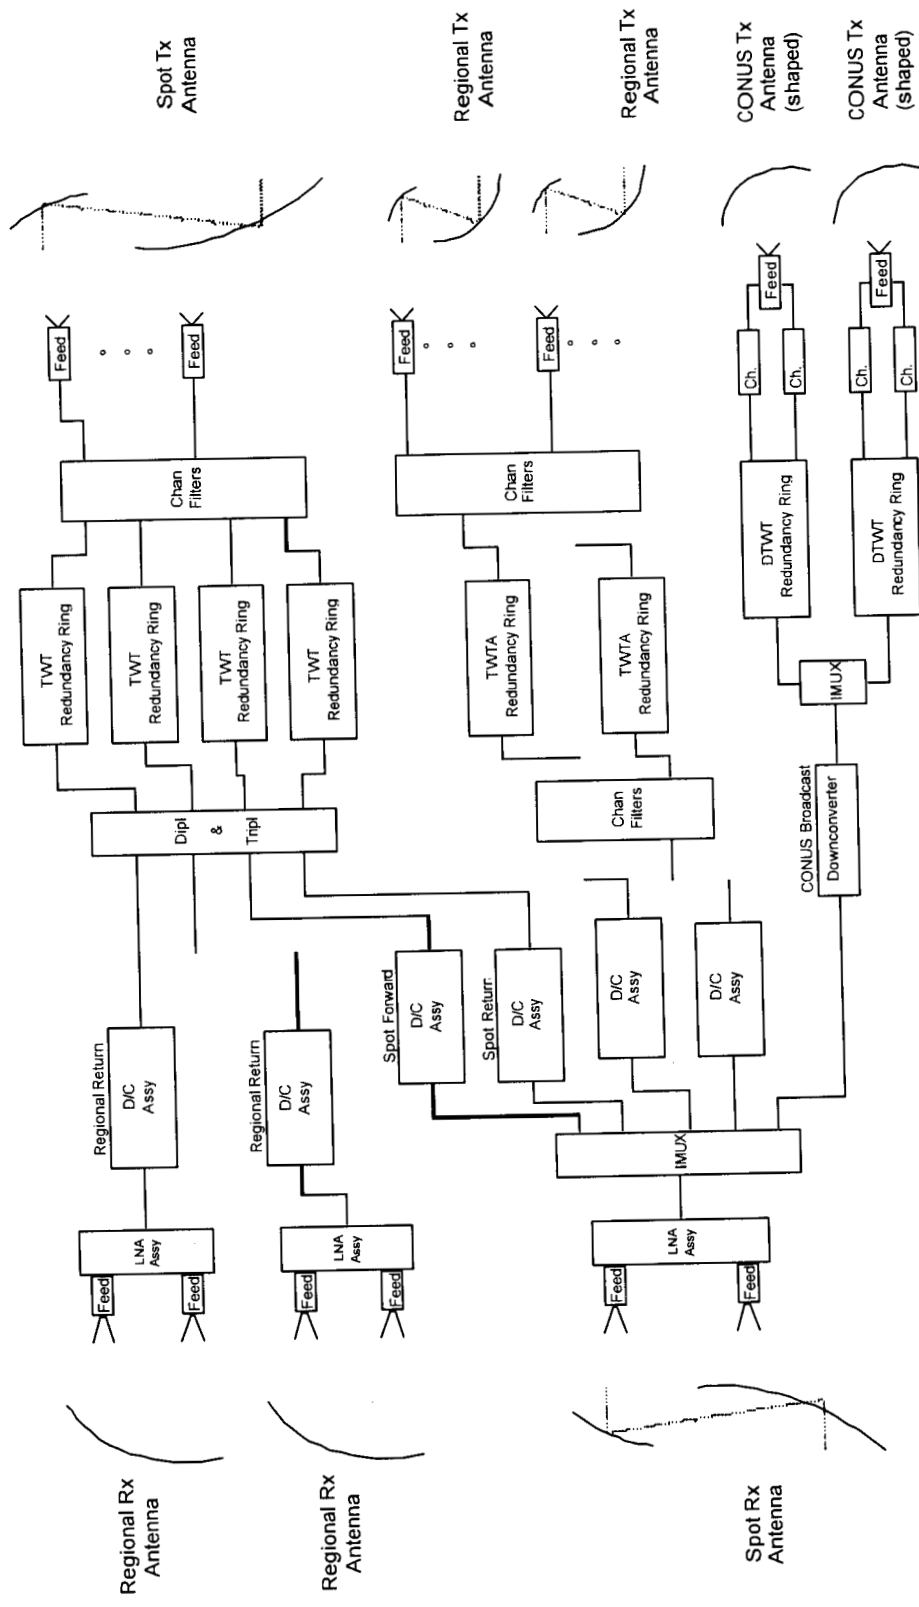 Regional Rx
Antenna
Regional Rx
Antenna
Spot Rx
Antenna
Feed
Feed
LNA
Assy
Feed
Feed
LNA
Assy
Feed
Feed
LNA
Assy
Regional Return
D/C
Assy
Regional Return
D/C
Assy
IMUX
Spot Forward
D/C
Assy
Spot Return
D/C
Assy
D/C
Assy
D/C
Assy
CONUS Broadcast
Downconverter
Dipl
&
Tripl
Chan
Filters
IMUX
TWT
Redundancy Ring
TWT
Redundancy Ring
TWT
Redundancy Ring
TWT
Redundancy Ring
TWTA
Redundancy Ring
TWTA
Redundancy Ring
DTWT
Redundancy Ring
DTWT
Redundancy Ring
Chan
Filters
Chan
Filters
Ch.
Ch.
Ch.
Ch.
Feed
Feed
Feed
Feed
Feed
Feed
Spot Tx
Antenna
Regional Tx
Antenna
Regional Tx
Antenna
CONUS Tx
Antenna
(shaped)
CONUS Tx
Antenna
(shaped)